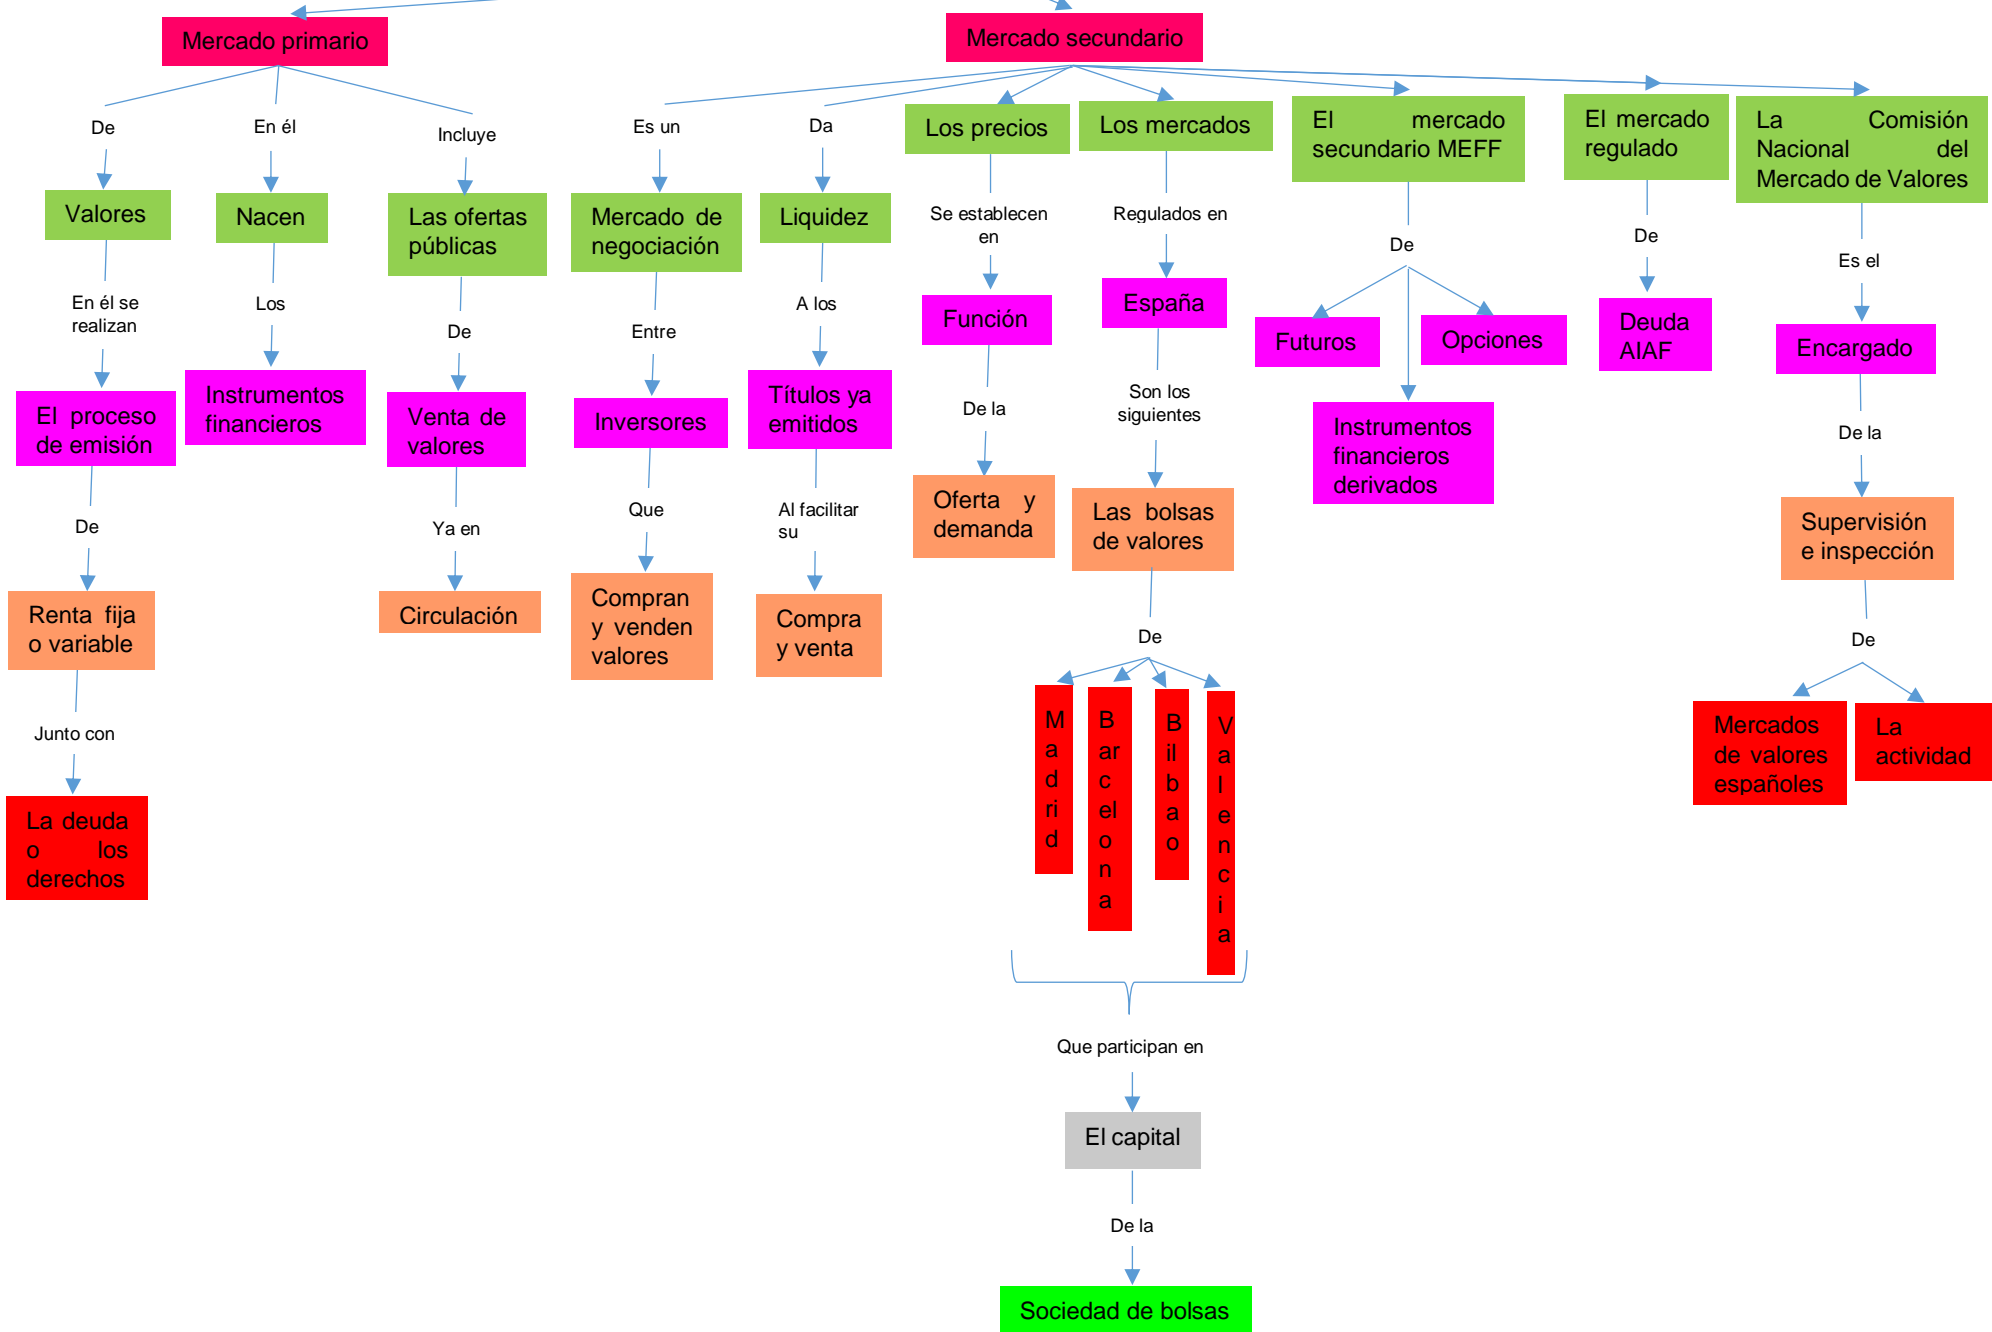 Mercado primario
Mercado secundario
De
Valores
En él se
realizan
El proceso
de emisión
De
Renta fija
o variable
Junto con
La deuda
o los
derechos
En él
Nacen
Los
Instrumentos
financieros
Incluye
Las ofertas
públicas
De
Venta de
valores
Ya en
Circulación
Es un
Mercado de
negociación
Entre
Inversores
Que
Compran
y venden
valores
Da
Liquidez
A los
Títulos ya
emitidos
Al facilitar
su
Compra
y venta
Los precios
Se establecen
en
Función
De la
Oferta y
demanda
Los mercados
Regulados en
España
Son los
siguientes
Las bolsas
de valores
De
Madrid
Barcelona
Bilbao
Valencia
Que participan en
El capital
De la
Sociedad de bolsas
El mercado
secundario MEFF
De
Futuros
Instrumentos
financieros
derivados
Opciones
El mercado
regulado
De
Deuda
AIAF
La Comisión
Nacional del
Mercado de Valores
Es el
Encargado
De la
Supervisión
e inspección
De
Mercados
de valores
españoles
La
actividad